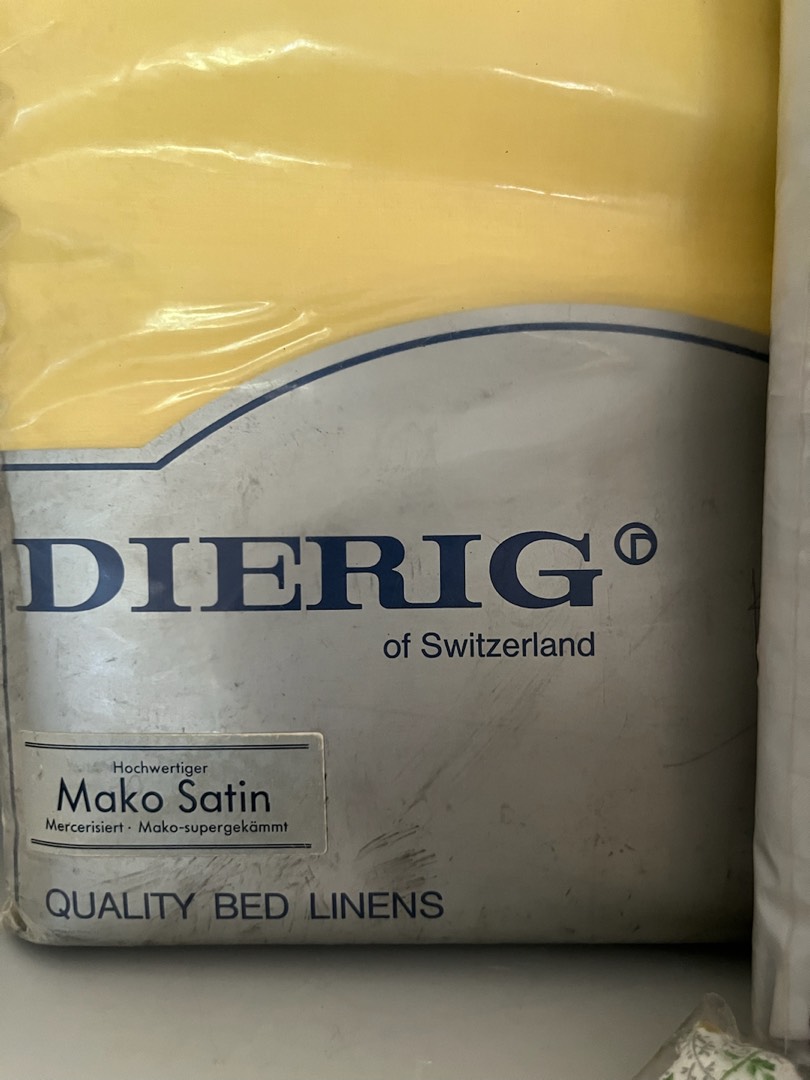 DIERIG
of Switzerland
Hochwertiger
Mako Satin
Mercerisiert · Mako-supergekämmt
QUALITY BED LINENS